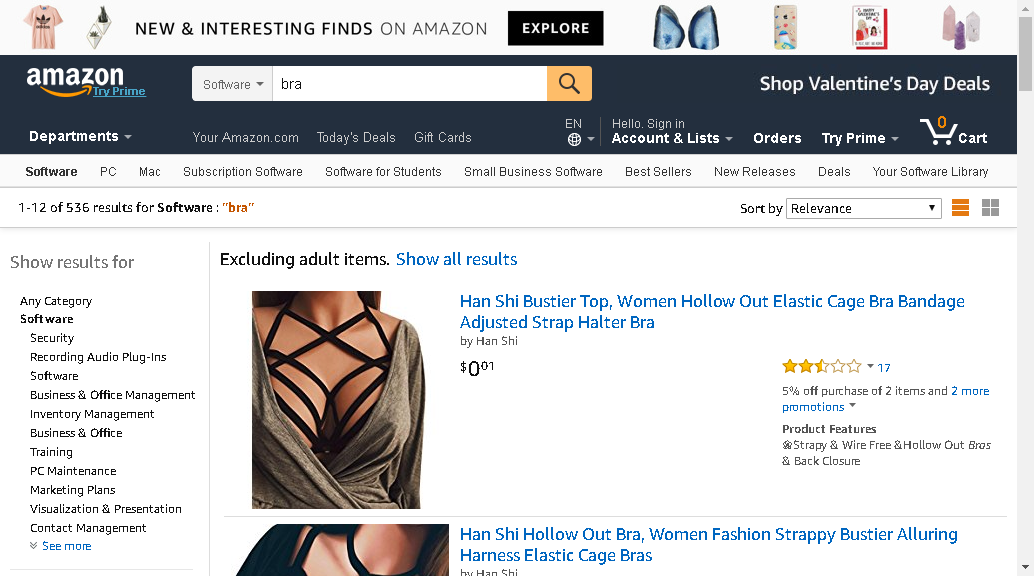 NEW & INTERESTING FINDS ON AMAZON EXPLORE
amazon
Try Prime
Software
bra
Shop Valentine's Day Deals
Departments
Your Amazon.com Today's Deals Gift Cards
EN
Hello. Sign in
Account & Lists
Orders
Try Prime
0
Cart
Software PC Mac Subscription Software Software for Students Small Business Software Best Sellers New Releases Deals Your Software Library
1-12 of 536 results for Software : "bra"
Sort by Relevance
Show results for
Any Category
Software
Security
Recording Audio Plug-Ins
Software
Business & Office Management
Inventory Management
Business & Office
Training
PC Maintenance
Marketing Plans
Visualization & Presentation
Contact Management
See more
Excluding adult items. Show all results
Han Shi Bustier Top, Women Hollow Out Elastic Cage Bra Bandage
Adjusted Strap Halter Bra
by Han Shi
$0.01
17
5% off purchase of 2 items and 2 more
promotions
Product Features
❀Strapy & Wire Free &Hollow Out Bras
& Back Closure
Han Shi Hollow Out Bra, Women Fashion Strappy Bustier Alluring
Harness Elastic Cage Bras
by Han Shi